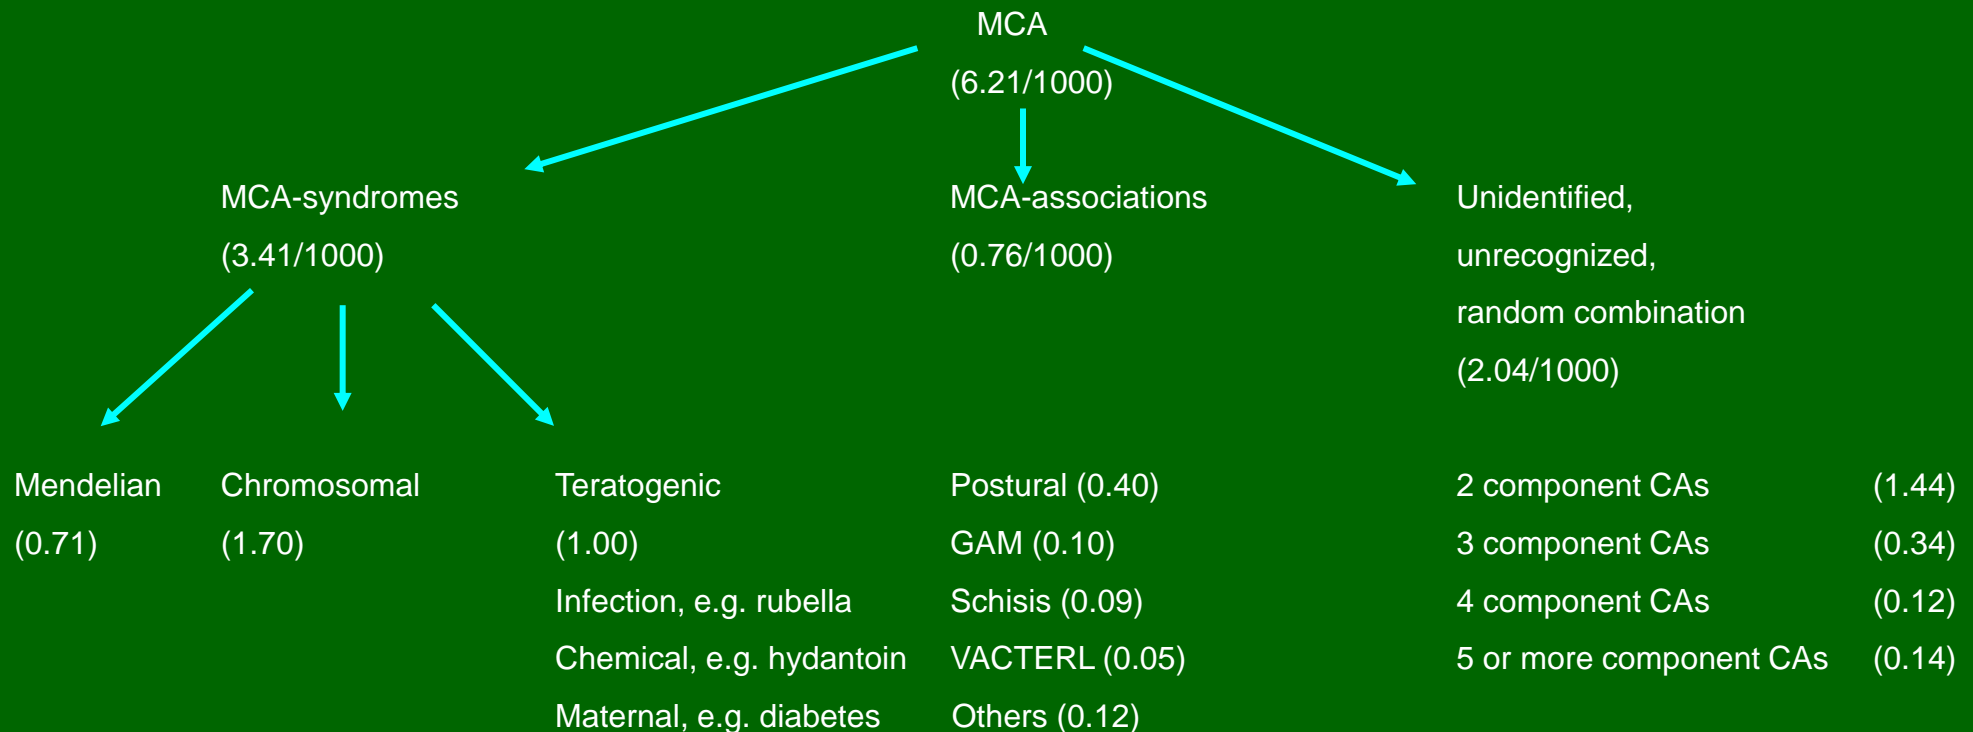 MCA
(6.21/1000)
MCA-syndromes
(3.41/1000)
MCA-associations
(0.76/1000)
Unidentified,
unrecognized,
random combination
(2.04/1000)
Mendelian
(0.71)
Chromosomal
(1.70)
Teratogenic
(1.00)
Infection, e.g. rubella
Chemical, e.g. hydantoin
Maternal, e.g. diabetes
Postural (0.40)
GAM (0.10)
Schisis (0.09)
VACTERL (0.05)
Others (0.12)
2 component CAs (1.44)
3 component CAs (0.34)
4 component CAs (0.12)
5 or more component CAs (0.14)